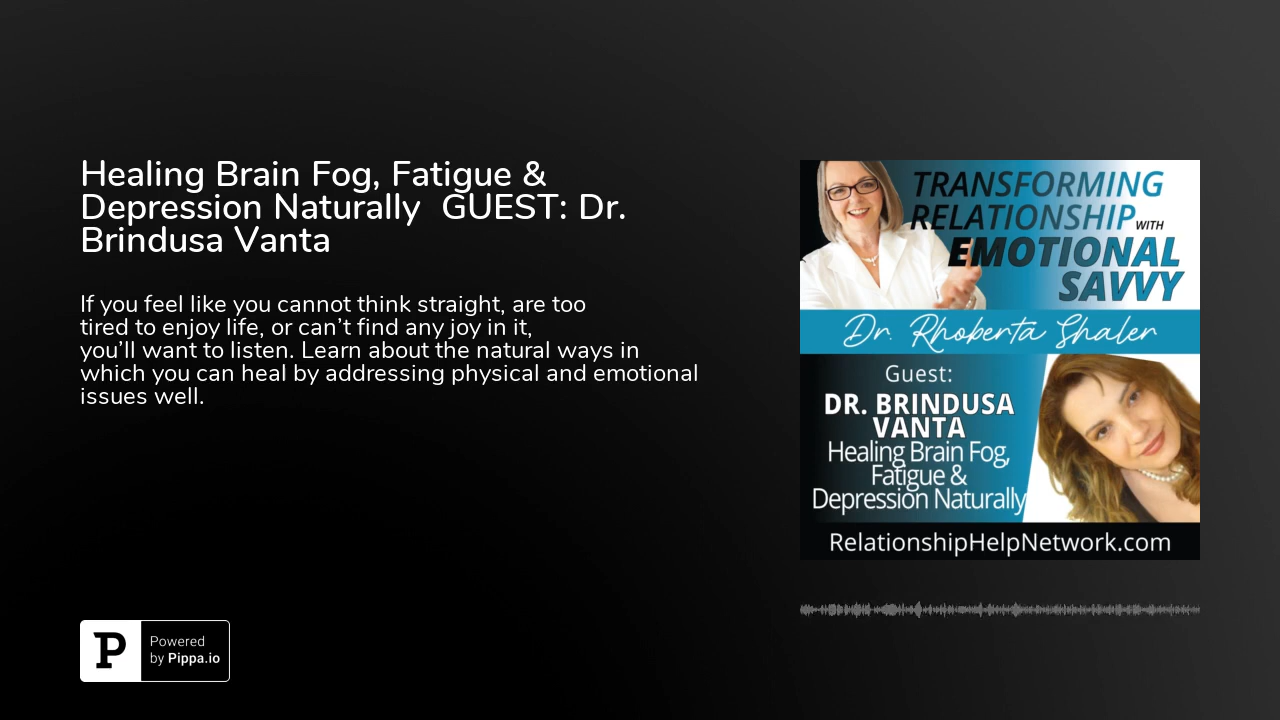 Healing Brain Fog, Fatigue &
Depression Naturally  GUEST: Dr.
Brindusa Vanta
If you feel like you cannot think straight, are too
tired to enjoy life, or can’t find any joy in it,
you’ll want to listen. Learn about the natural ways in
which you can heal by addressing physical and emotional
issues well.
TRANSFORMING
RELATIONSHIP WITH
EMOTIONAL
SAVVY
Dr. Rhoberta Shaler
Guest:
DR. BRINDUSA
VANTA
Healing Brain Fog,
Fatigue &
Depression Naturally
RelationshipHelpNetwork.com
P
Powered
by Pippa.io